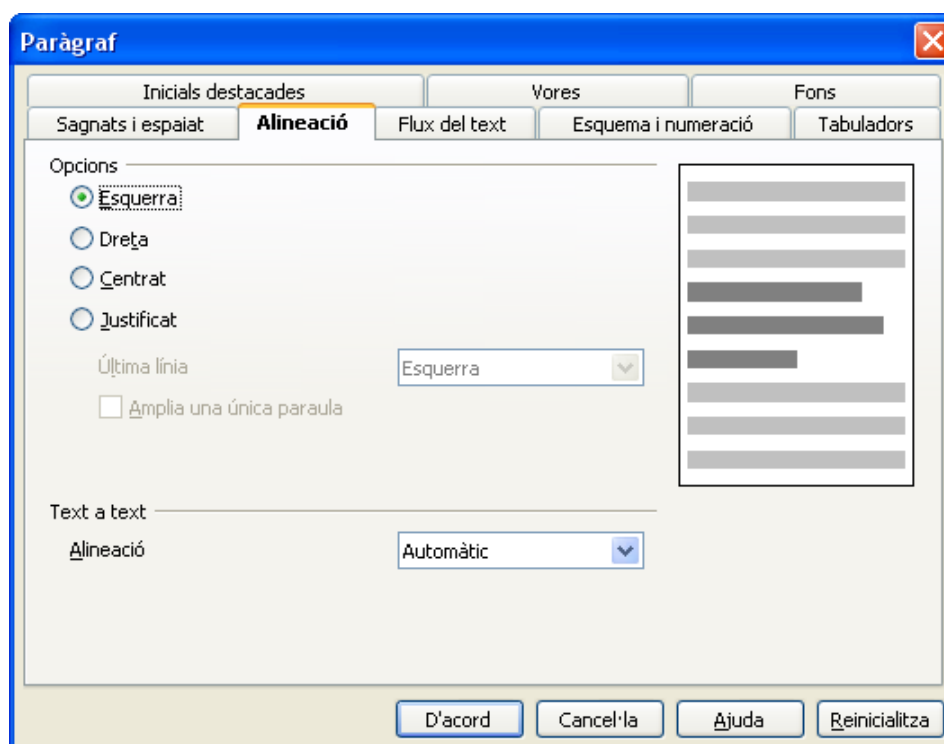 Paràgraf
Inicials destacades Vores Fons
Sagnats i espaiat Alineació Flux del text Esquema i numeració Tabuladors
Opcions
Esquerra
Dreta
Centrat
Justificat
Última línia Esquerra
Amplia una única paraula
Text a text
Alineació Automàtic
D'acord Cancel·la Ajuda Reinicialitza